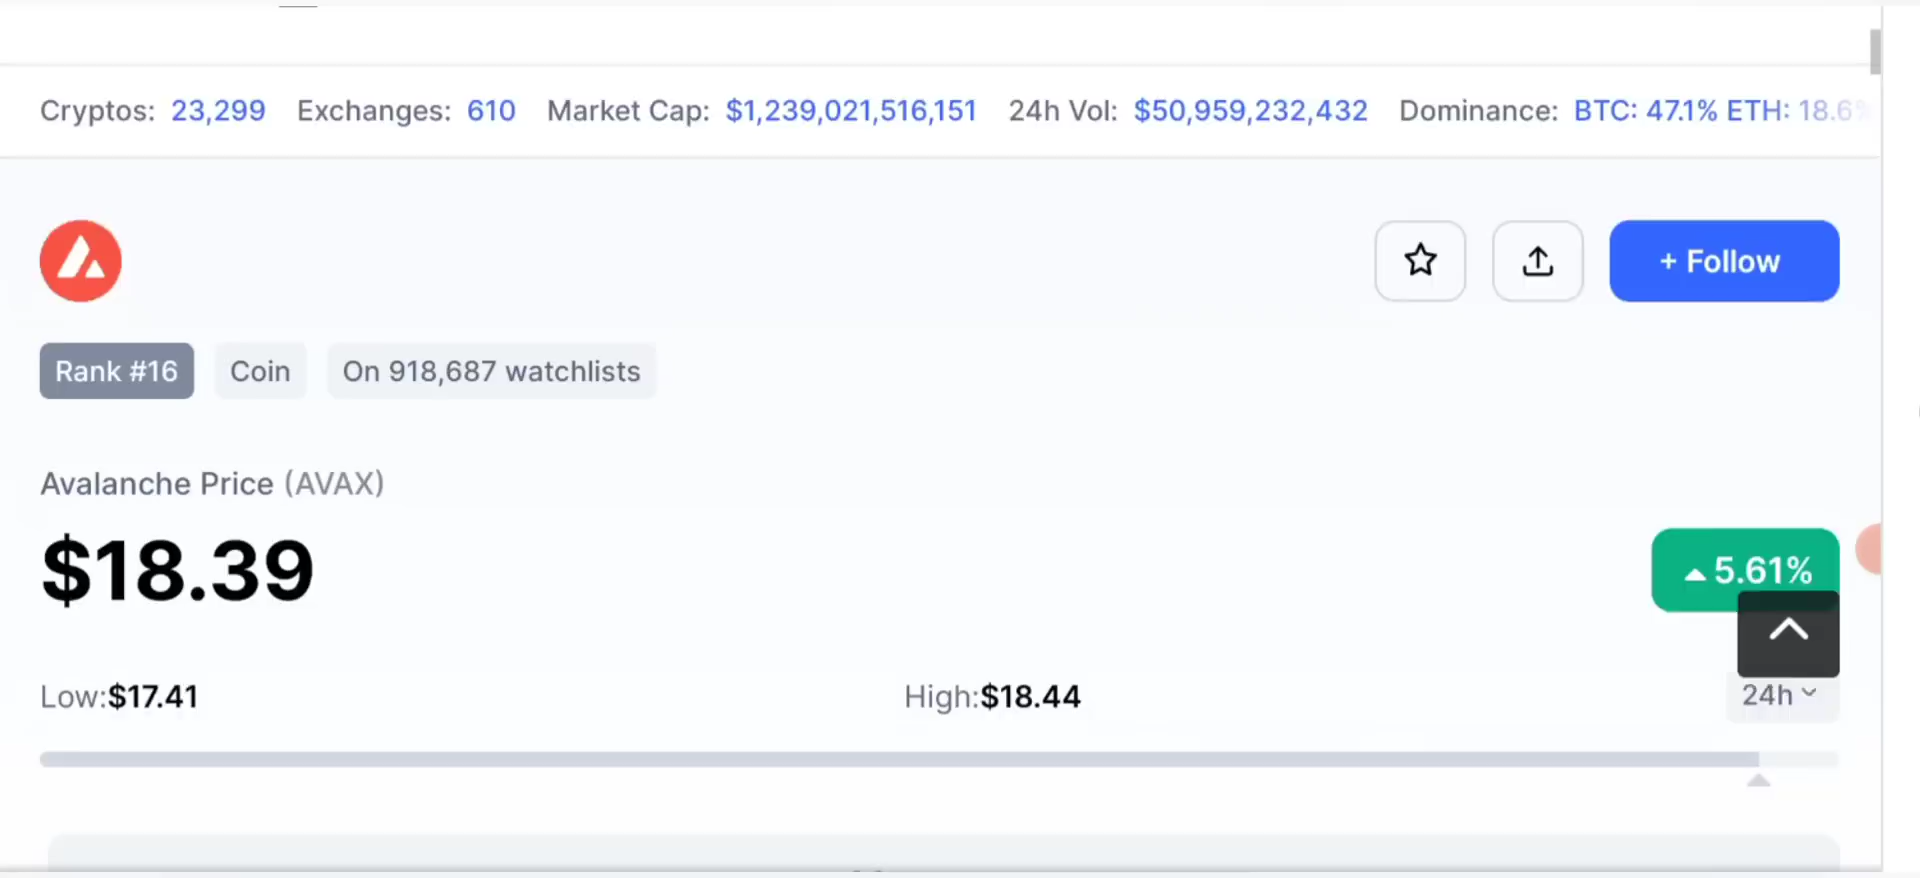 Cryptos: 23,299 Exchanges: 610 Market Cap: $1,239,021,516,151 24h Vol: $50,959,232,432 Dominance: BTC: 47.1% ETH: 18.6%
+ Follow
Rank #16 Coin On 918,687 watchlists
Avalanche Price (AVAX)
$18.39
5.61%
Low:$17.41 High:$18.44 24h